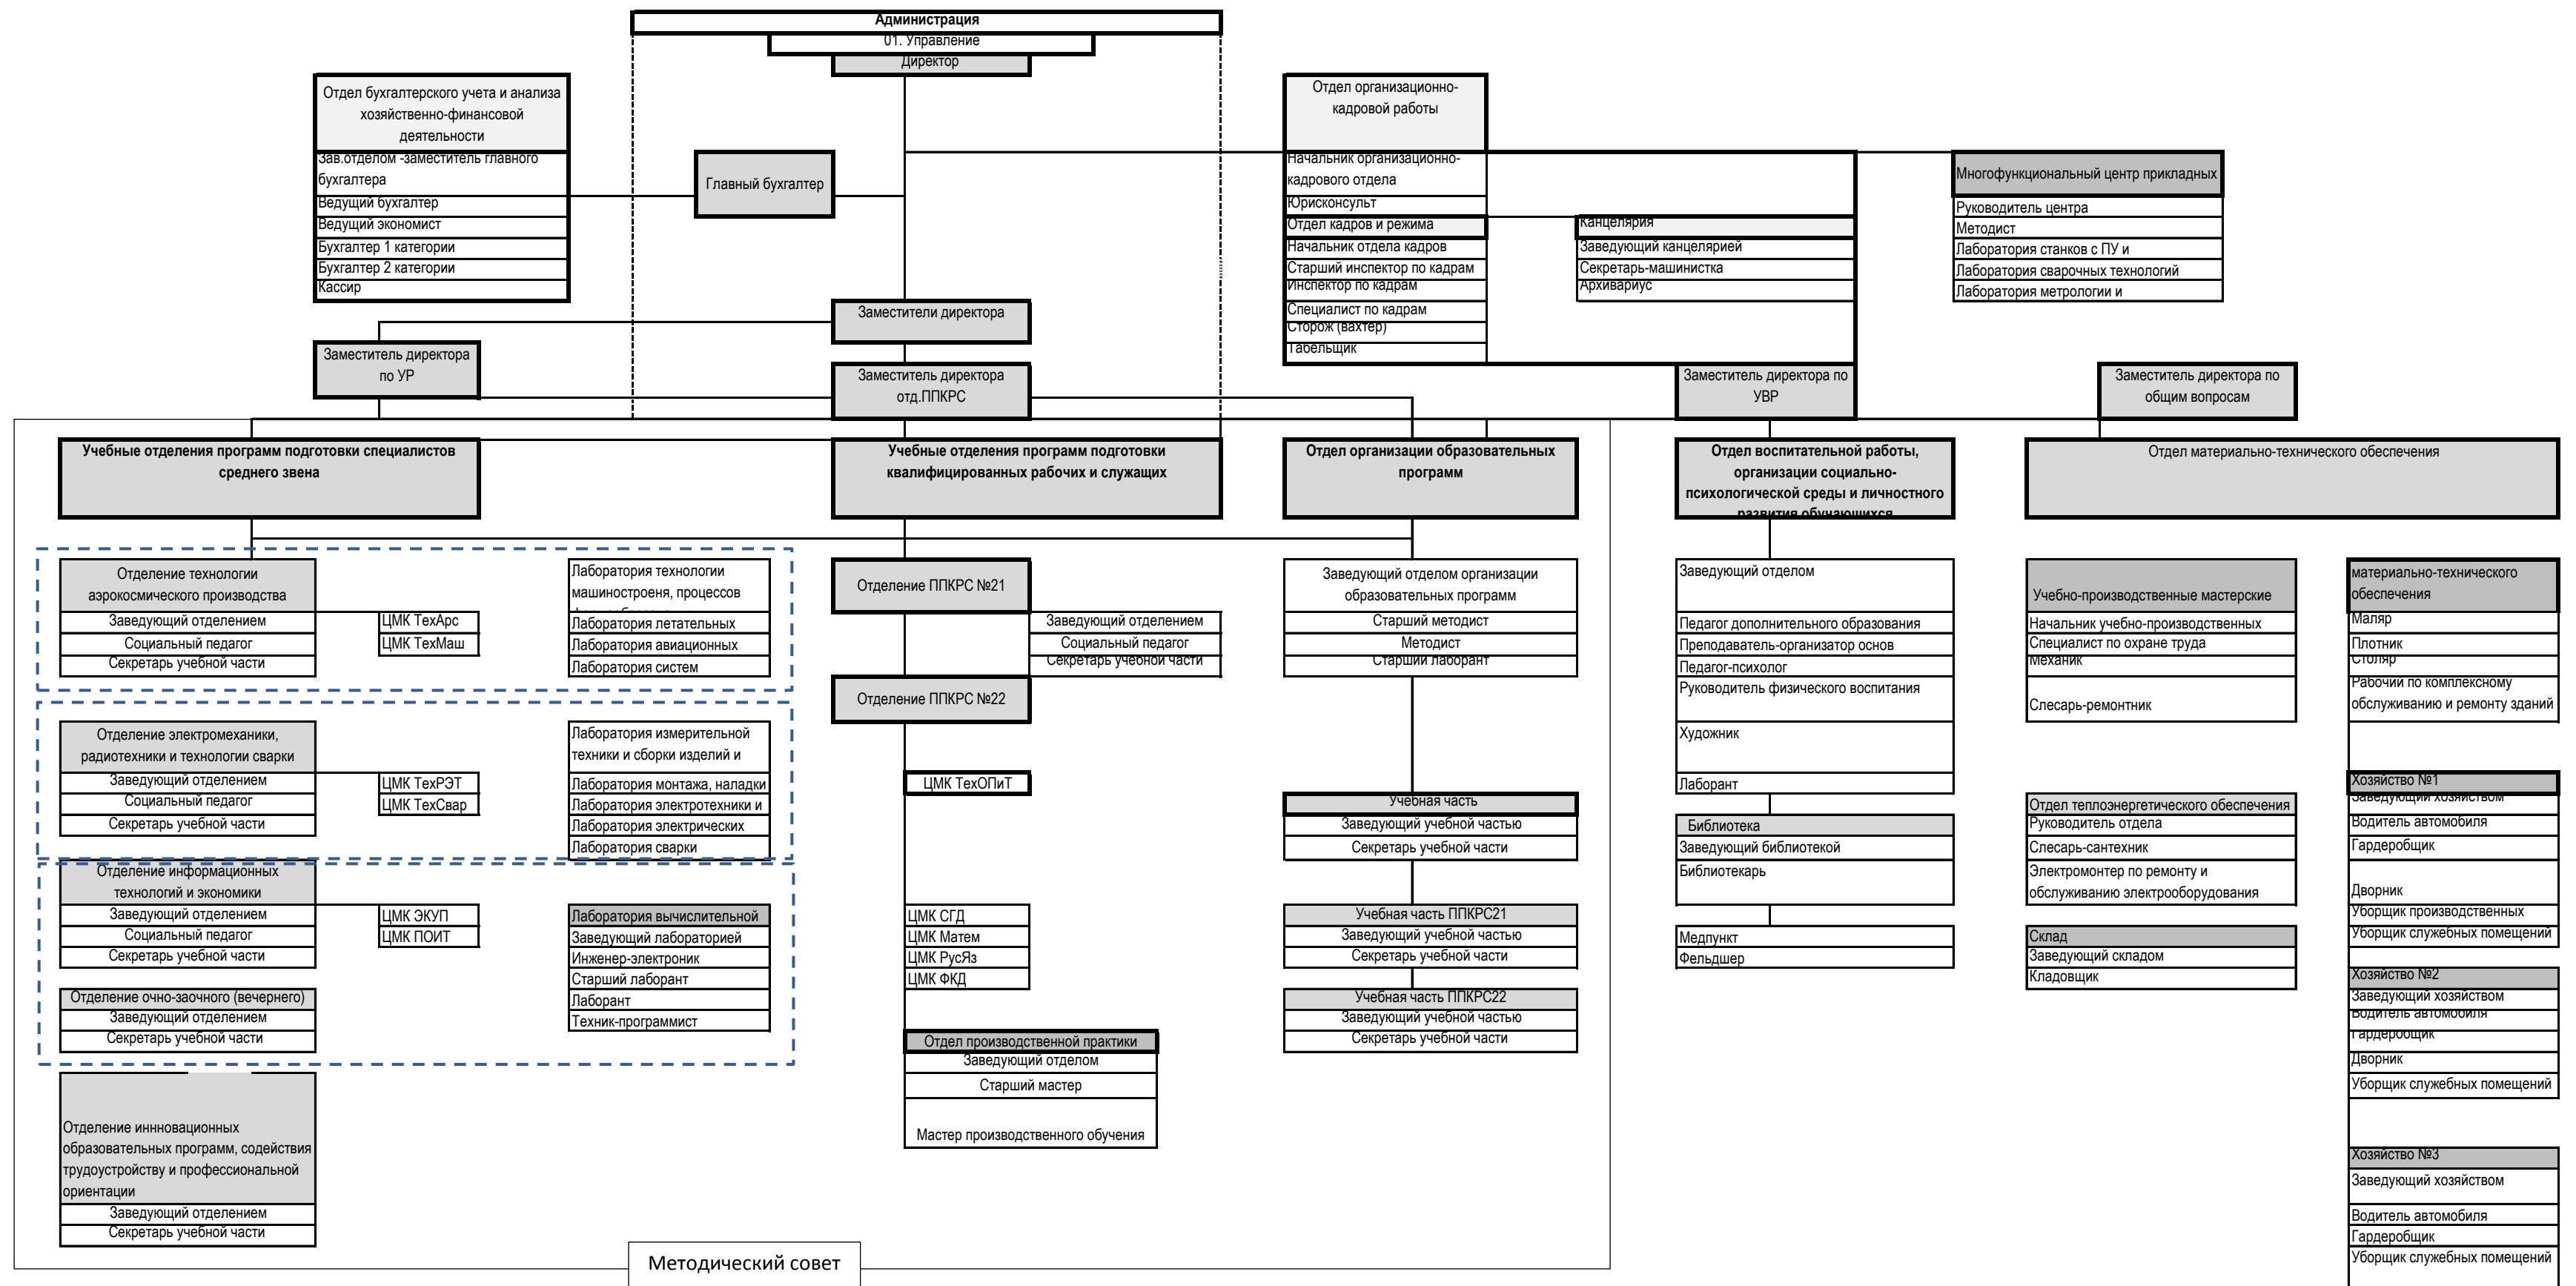 Администрация
01. Управление
Директор
Отдел бухгалтерского учета и анализа
хозяйственно-финансовой
деятельности
Зав.отделом -заместитель главного
бухгалтера
Ведущий бухгалтер
Ведущий экономист
Бухгалтер 1 категории
Бухгалтер 2 категории
Кассир
Главный бухгалтер
Отдел организационно-
кадровой работы
Начальник организационно-
кадрового отдела
Юрисконсульт
Отдел кадров и режима
Начальник отдела кадров
Старший инспектор по кадрам
Инспектор по кадрам
Специалист по кадрам
Сторож (вахтер)
Табельщик
Канцелярия
Заведующий канцелярией
Секретарь-машинистка
Архивариус
Многофункциональный центр прикладных
Руководитель центра
Методист
Лаборатория станков с ПУ и
Лаборатория сварочных технологий
Лаборатория метрологии и
Заместители директора
Заместитель директора
по УР
Заместитель директора
отд.ППКРС
Заместитель директора по
УВР
Заместитель директора по
общим вопросам
Учебные отделения программ подготовки специалистов
среднего звена
Учебные отделения программ подготовки
квалифицированных рабочих и служащих
Отдел организации образовательных
программ
Отдел воспитательной работы,
организации социально-
психологической среды и личностного
развития обучающихся
Отдел материально-технического обеспечения
Отделение технологии
аэрокосмического производства
Заведующий отделением
Социальный педагог
Секретарь учебной части
ЦМК ТехАрс
ЦМК ТехМаш
Лаборатория технологии
машиностроеня, процессов
Лаборатория летательных
Лаборатория авиационных
Лаборатория систем
Отделение электромеханики,
радиотехники и технологии сварки
Заведующий отделением
Социальный педагог
Секретарь учебной части
ЦМК ТехРЭТ
ЦМК ТехСвар
Лаборатория измерительной
техники и сборки изделий и
Лаборатория монтажа, наладки
Лаборатория электротехники и
Лаборатория электрических
Лаборатория сварки
Отделение информационных
технологий и экономики
Заведующий отделением
Социальный педагог
Секретарь учебной части
ЦМК ЭКУП
ЦМК ПОИТ
Лаборатория вычислительной
Заведующий лабораторией
Инженер-электроник
Старший лаборант
Лаборант
Техник-программист
Отделение очно-заочного (вечернего)
Заведующий отделением
Секретарь учебной части
Отделение иннновационных
образовательных программ, содействия
трудоустройству и профессиональной
ориентации
Заведующий отделением
Секретарь учебной части
Отделение ППКРС №21
Заведующий отделением
Социальный педагог
Секретарь учебной части
Отделение ППКРС №22
ЦМК ТехОПиТ
ЦМК СГД
ЦМК Матем
ЦМК РусЯз
ЦМК ФКД
Отдел производственной практики
Заведующий отделом
Старший мастер
Мастер производственного обучения
Заведующий отделом организации
образовательных программ
Старший методист
Методист
Старший лаборант
Учебная часть
Заведующий учебной частью
Секретарь учебной части
Учебная часть ППКРС21
Заведующий учебной частью
Секретарь учебной части
Учебная часть ППКРС22
Заведующий учебной частью
Секретарь учебной части
Заведующий отделом
Педагог дополнительного образования
Преподаватель-организатор основ
Педагог-психолог
Руководитель физического воспитания
Художник
Лаборант
Библиотека
Заведующий библиотекой
Библиотекарь
Медпункт
Фельдшер
Учебно-производственные мастерские
Начальник учебно-производственных
Специалист по охране труда
Механик
Слесарь-ремонтник
Отдел теплоэнергетического обеспечения
Руководитель отдела
Слесарь-сантехник
Электромонтер по ремонту и
обслуживанию электрооборудования
Склад
Заведующий складом
Кладовщик
материально-технического
обеспечения
Маляр
Плотник
Столяр
Рабочий по комплексному
обслуживанию и ремонту зданий
Хозяйство №1
Заведующий хозяйством
Водитель автомобиля
Гардеробщик
Дворник
Уборщик производственных
Уборщик служебных помещений
Хозяйство №2
Заведующий хозяйством
Водитель автомобиля
Гардеробщик
Дворник
Уборщик служебных помещений
Хозяйство №3
Заведующий хозяйством
Водитель автомобиля
Гардеробщик
Уборщик служебных помещений
Методический совет